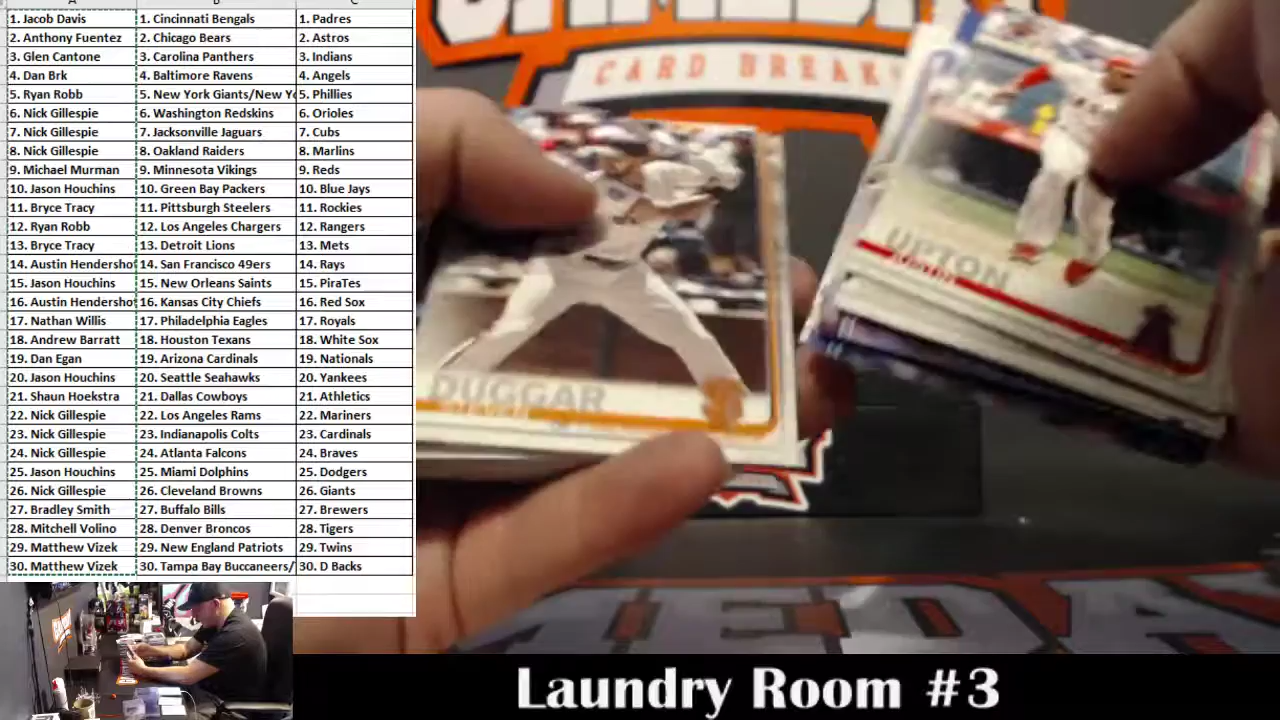 1. Jacob Davis 1. Cincinnati Bengals 1. Padres
2. Anthony Fuentez 2. Chicago Bears 2. Astros
3. Glen Cantone 3. Carolina Panthers 3. Indians
4. Dan Brk 4. Baltimore Ravens 4. Angels
5. Ryan Robb 5. New York Giants/New Yo 5. Phillies
6. Nick Gillespie 6. Washington Redskins 6. Orioles
7. Nick Gillespie 7. Jacksonville Jaguars 7. Cubs
8. Nick Gillespie 8. Oakland Raiders 8. Marlins
9. Michael Murman 9. Minnesota Vikings 9. Reds
10. Jason Houchins 10. Green Bay Packers 10. Blue Jays
11. Bryce Tracy 11. Pittsburgh Steelers 11. Rockies
12. Ryan Robb 12. Los Angeles Chargers 12. Rangers
13. Bryce Tracy 13. Detroit Lions 13. Mets
14. Austin Hendersho 14. San Francisco 49ers 14. Rays
15. Jason Houchins 15. New Orleans Saints 15. PiraTes
16. Austin Hendersho 16. Kansas City Chiefs 16. Red Sox
17. Nathan Willis 17. Philadelphia Eagles 17. Royals
18. Andrew Barratt 18. Houston Texans 18. White Sox
19. Dan Egan 19. Arizona Cardinals 19. Nationals
20. Jason Houchins 20. Seattle Seahawks 20. Yankees
21. Shaun Hoekstra 21. Dallas Cowboys 21. Athletics
22. Nick Gillespie 22. Los Angeles Rams 22. Mariners
23. Nick Gillespie 23. Indianapolis Colts 23. Cardinals
24. Nick Gillespie 24. Atlanta Falcons 24. Braves
25. Jason Houchins 25. Miami Dolphins 25. Dodgers
26. Nick Gillespie 26. Cleveland Browns 26. Giants
27. Bradley Smith 27. Buffalo Bills 27. Brewers
28. Mitchell Volino 28. Denver Broncos 28. Tigers
29. Matthew Vizek 29. New England Patriots 29. Twins
30. Matthew Vizek 30. Tampa Bay Buccaneers/ 30. D Backs
CARD BREAKS
UPTON
JUSTIN
DUGGAR
Laundry Room #3